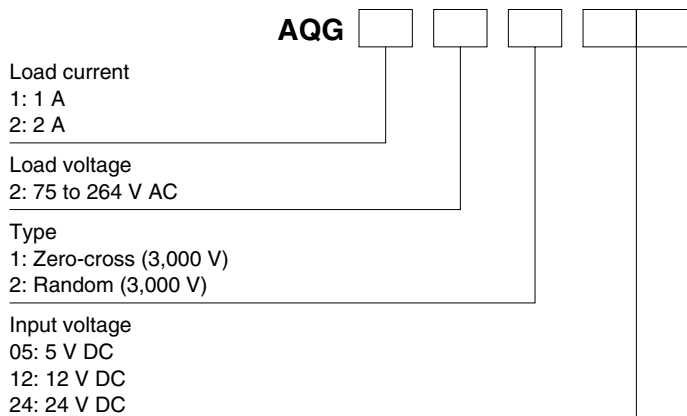 AQG
Load current
1: 1 A
2: 2 A
Load voltage
2: 75 to 264 V AC
Type
1: Zero-cross (3,000 V)
2: Random (3,000 V)
Input voltage
05: 5 V DC
12: 12 V DC
24: 24 V DC